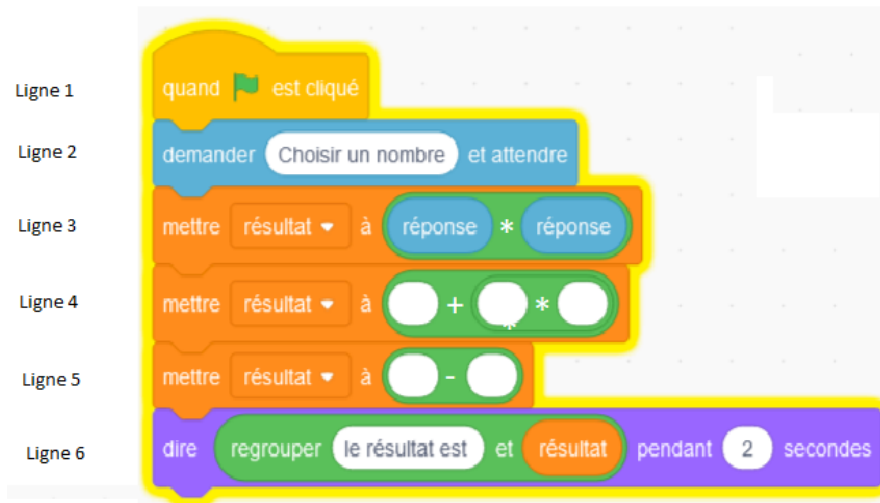 Ligne 1 quand est cliqué
Ligne 2 demander Choisir un nombre et attendre
Ligne 3 mettre résultat à réponse * réponse
Ligne 4 mettre résultat à + * *
Ligne 5 mettre résultat à -
Ligne 6 dire regrouper le résultat est et résultat pendant 2 secondes